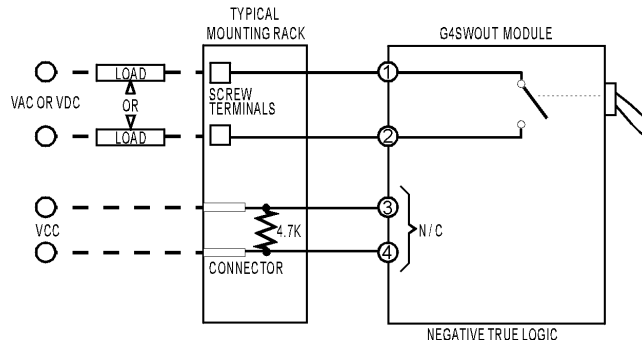 TYPICAL
MOUNTING RACK
G4SWOUT MODULE
LOAD
1
VAC OR VDC
OR
SCREW
TERMINALS
LOAD
2
3
VCC
4.7K
N / C
4
CONNECTOR
NEGATIVE TRUE LOGIC